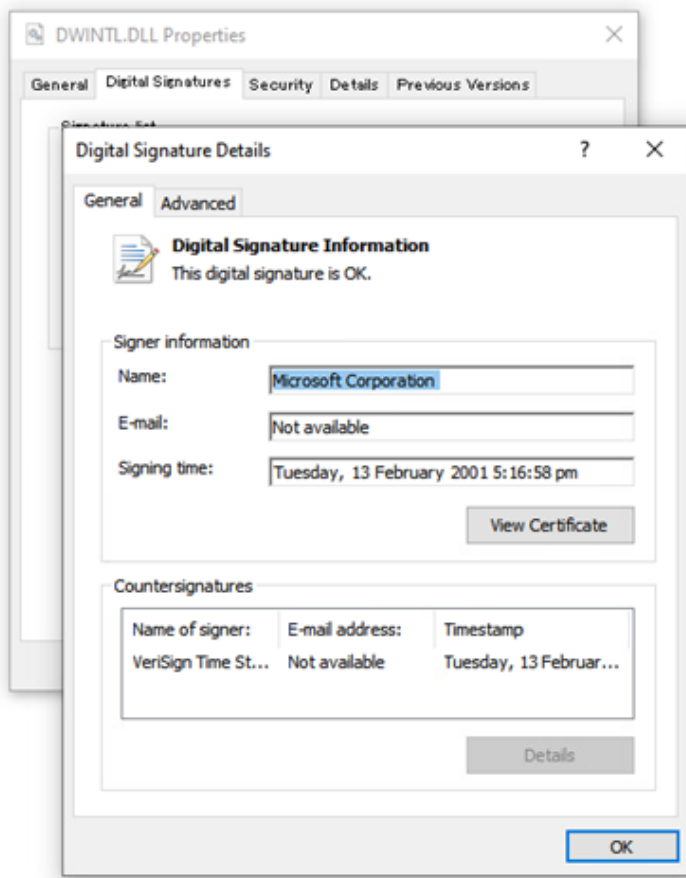 DWINTL.DLL Properties
General Digital Signatures Security Details Previous Versions
Signature list
Digital Signature Details ?
General Advanced
Digital Signature Information
This digital signature is OK.
Signer information
Name: Microsoft Corporation
E-mail: Not available
Signing time: Tuesday, 13 February 2001 5:16:58 pm
View Certificate
Countersignatures
Name of signer: E-mail address: Timestamp
VeriSign Time St... Not available Tuesday, 13 Februar...
Details
OK